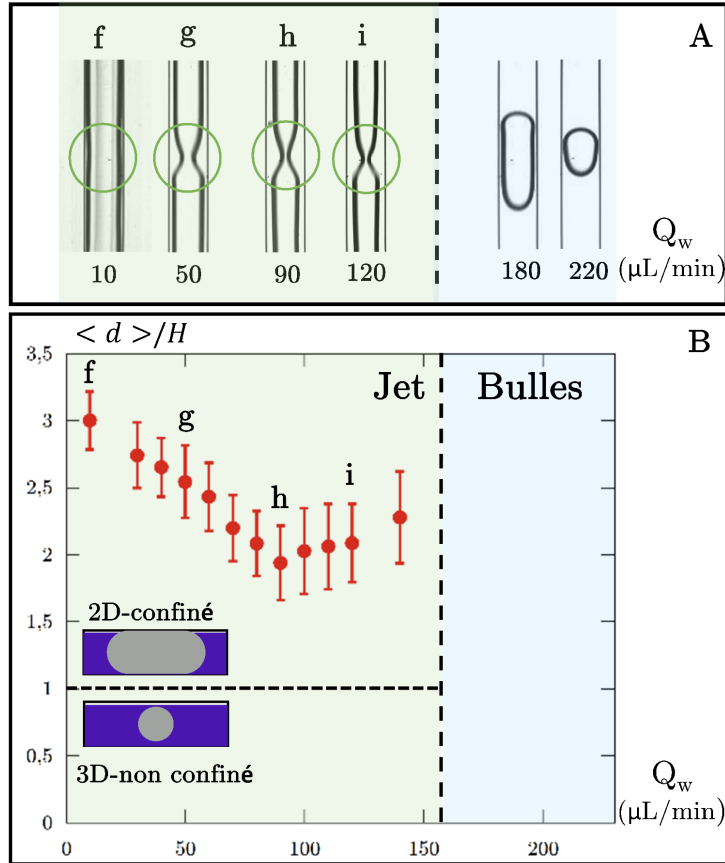 A
f g h i
10 50 90 120 180 220
Q_w
(μL/min)
B
< d >/H
3,5
3
2,5
2
1,5
1
0,5
0
f
g
h
i
Jet
Bulles
2D-confiné
3D-non confiné
Q_w
(μL/min)
0 50 100 150 200